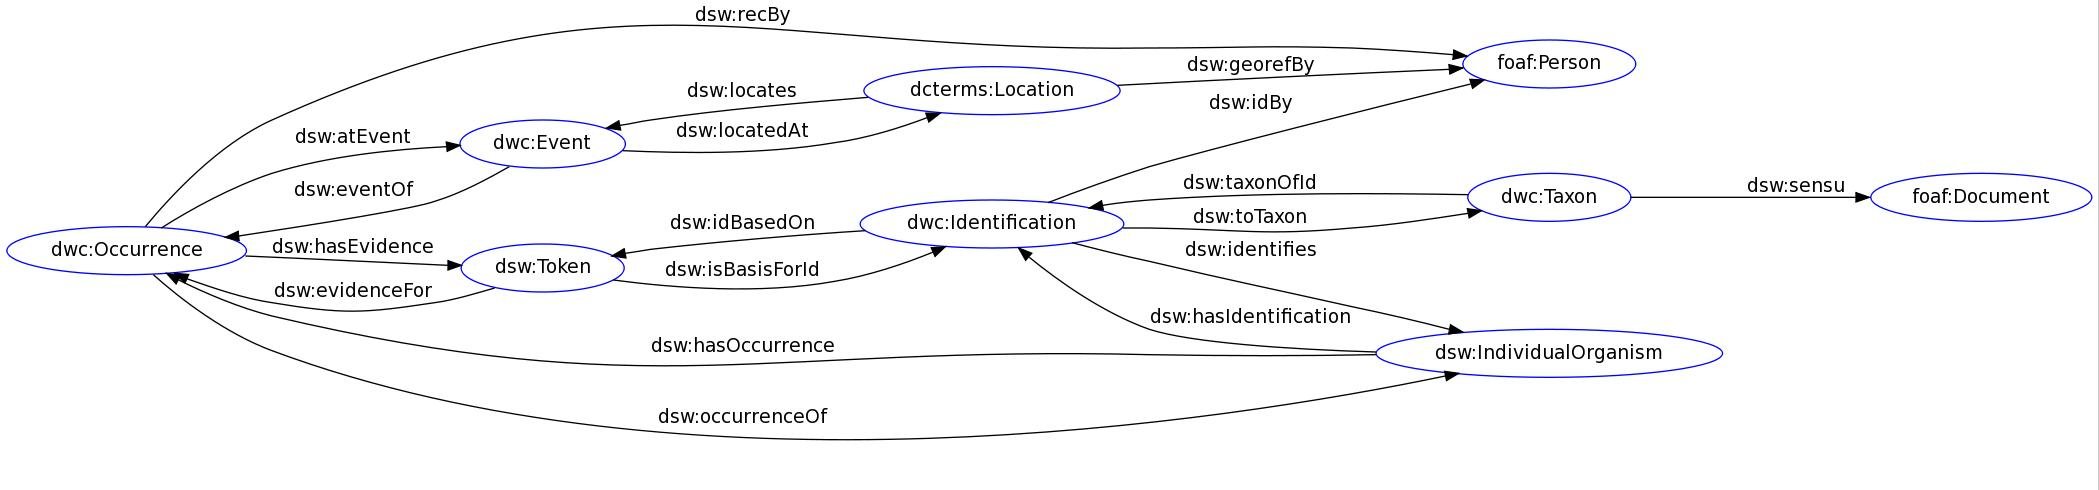 dsw:recBy
foaf:Person
dsw:georefBy
dsw:locates
dcterms:Location
dsw:idBy
dsw:atEvent
dwc:Event
dsw:locatedAt
dsw:eventOf
dsw:taxonOfId
dwc:Taxon
dsw:sensu
foaf:Document
dsw:idBasedOn
dwc:Identification
dsw:toTaxon
dwc:Occurrence
dsw:hasEvidence
dsw:Token
dsw:isBasisForId
dsw:identifies
dsw:evidenceFor
dsw:hasIdentification
dsw:hasOccurrence
dsw:IndividualOrganism
dsw:occurrenceOf